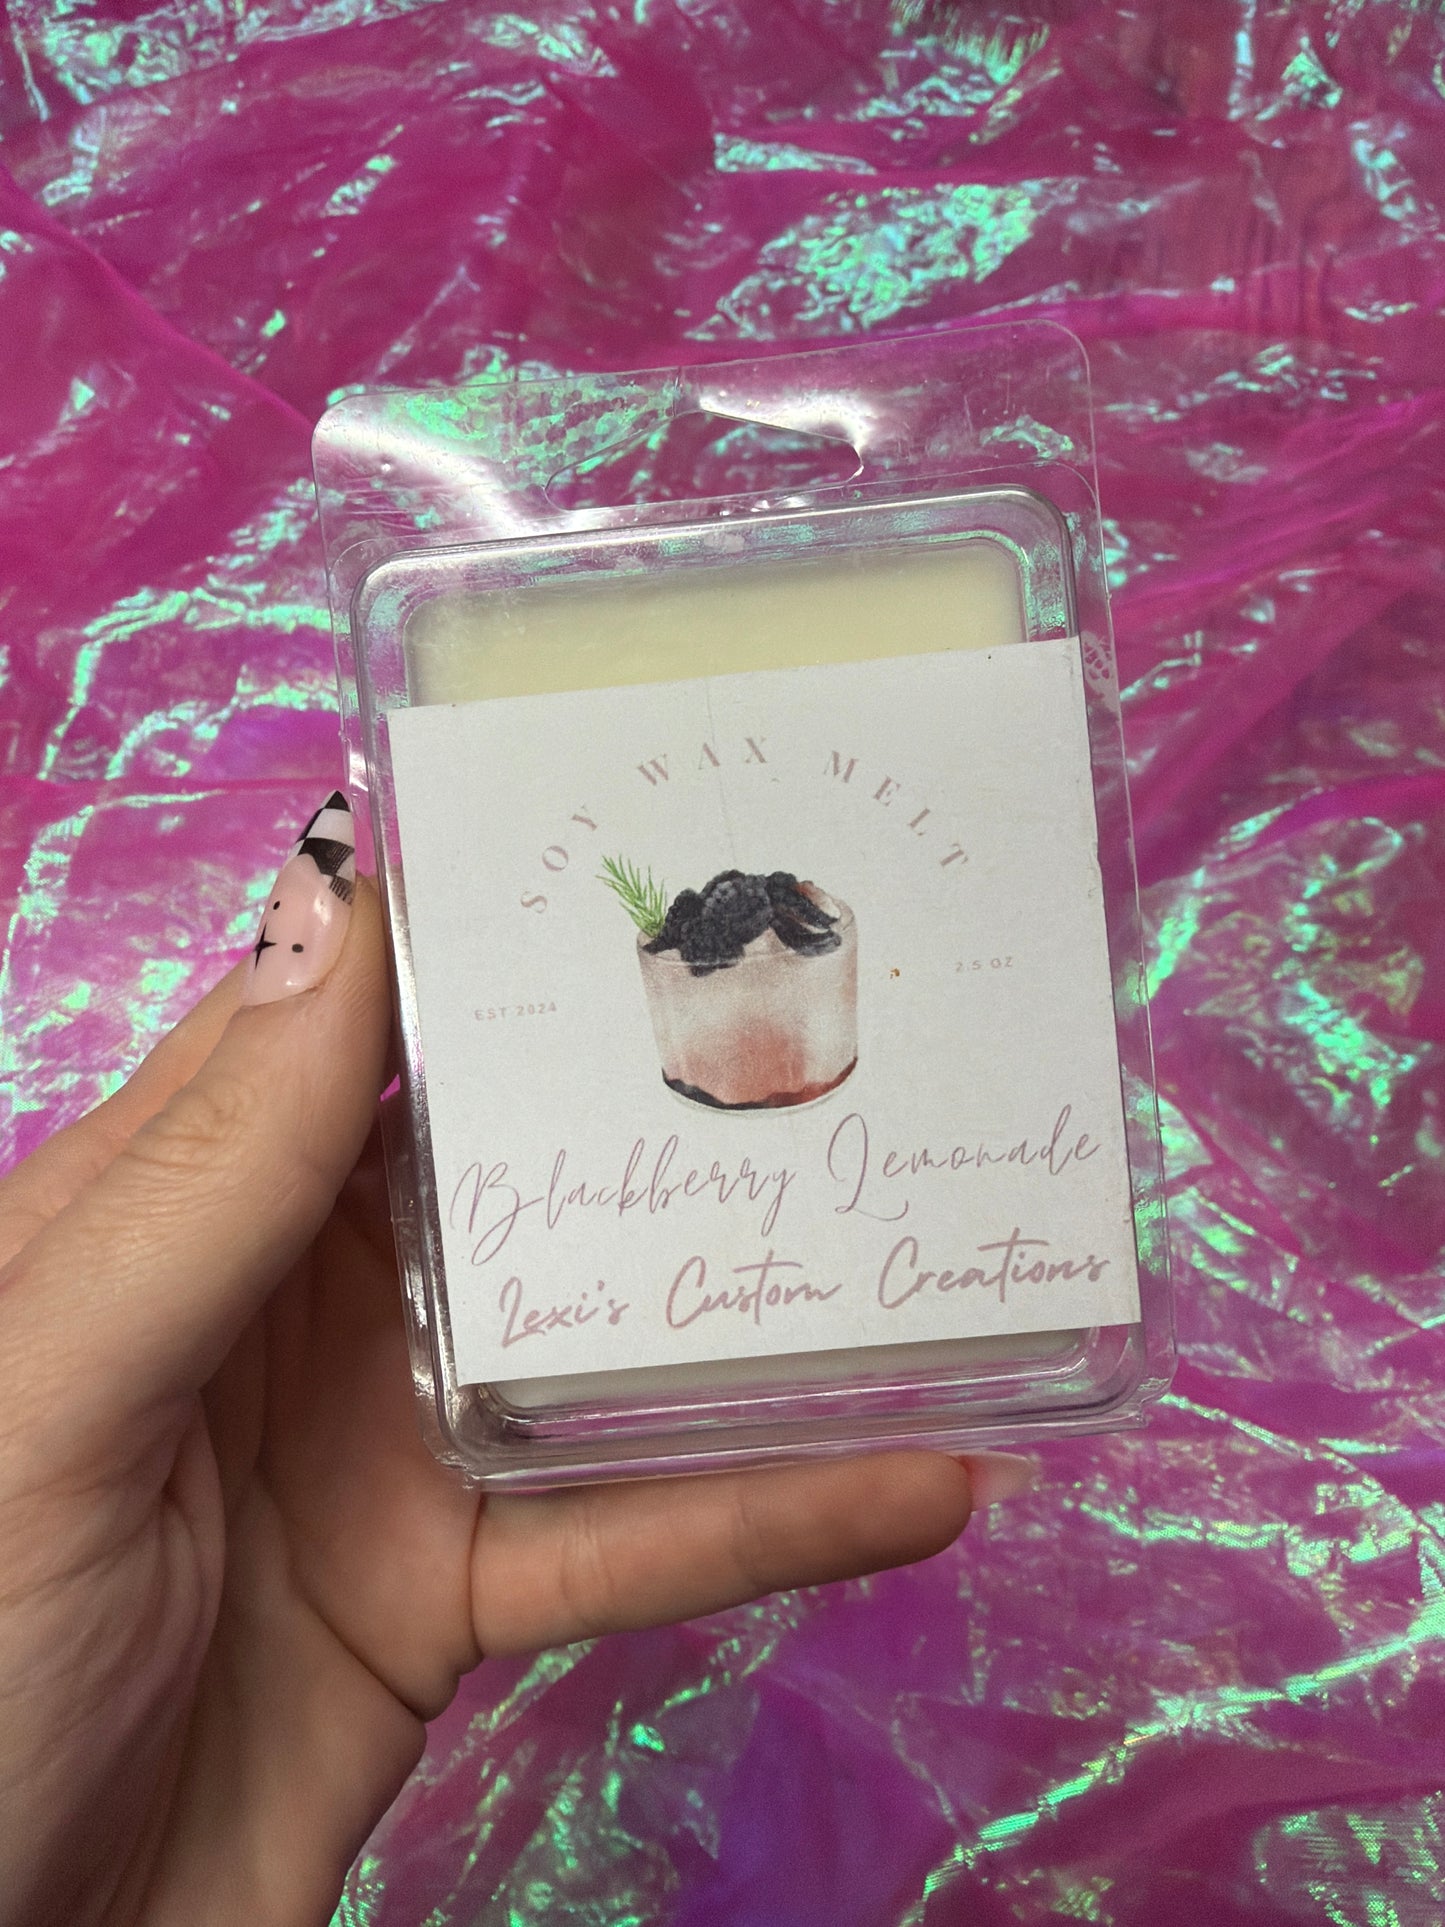 SOY WAX MELT
EST 2024
2.5 OZ
Blackberry Lemonade
Lexi's Custom Creations